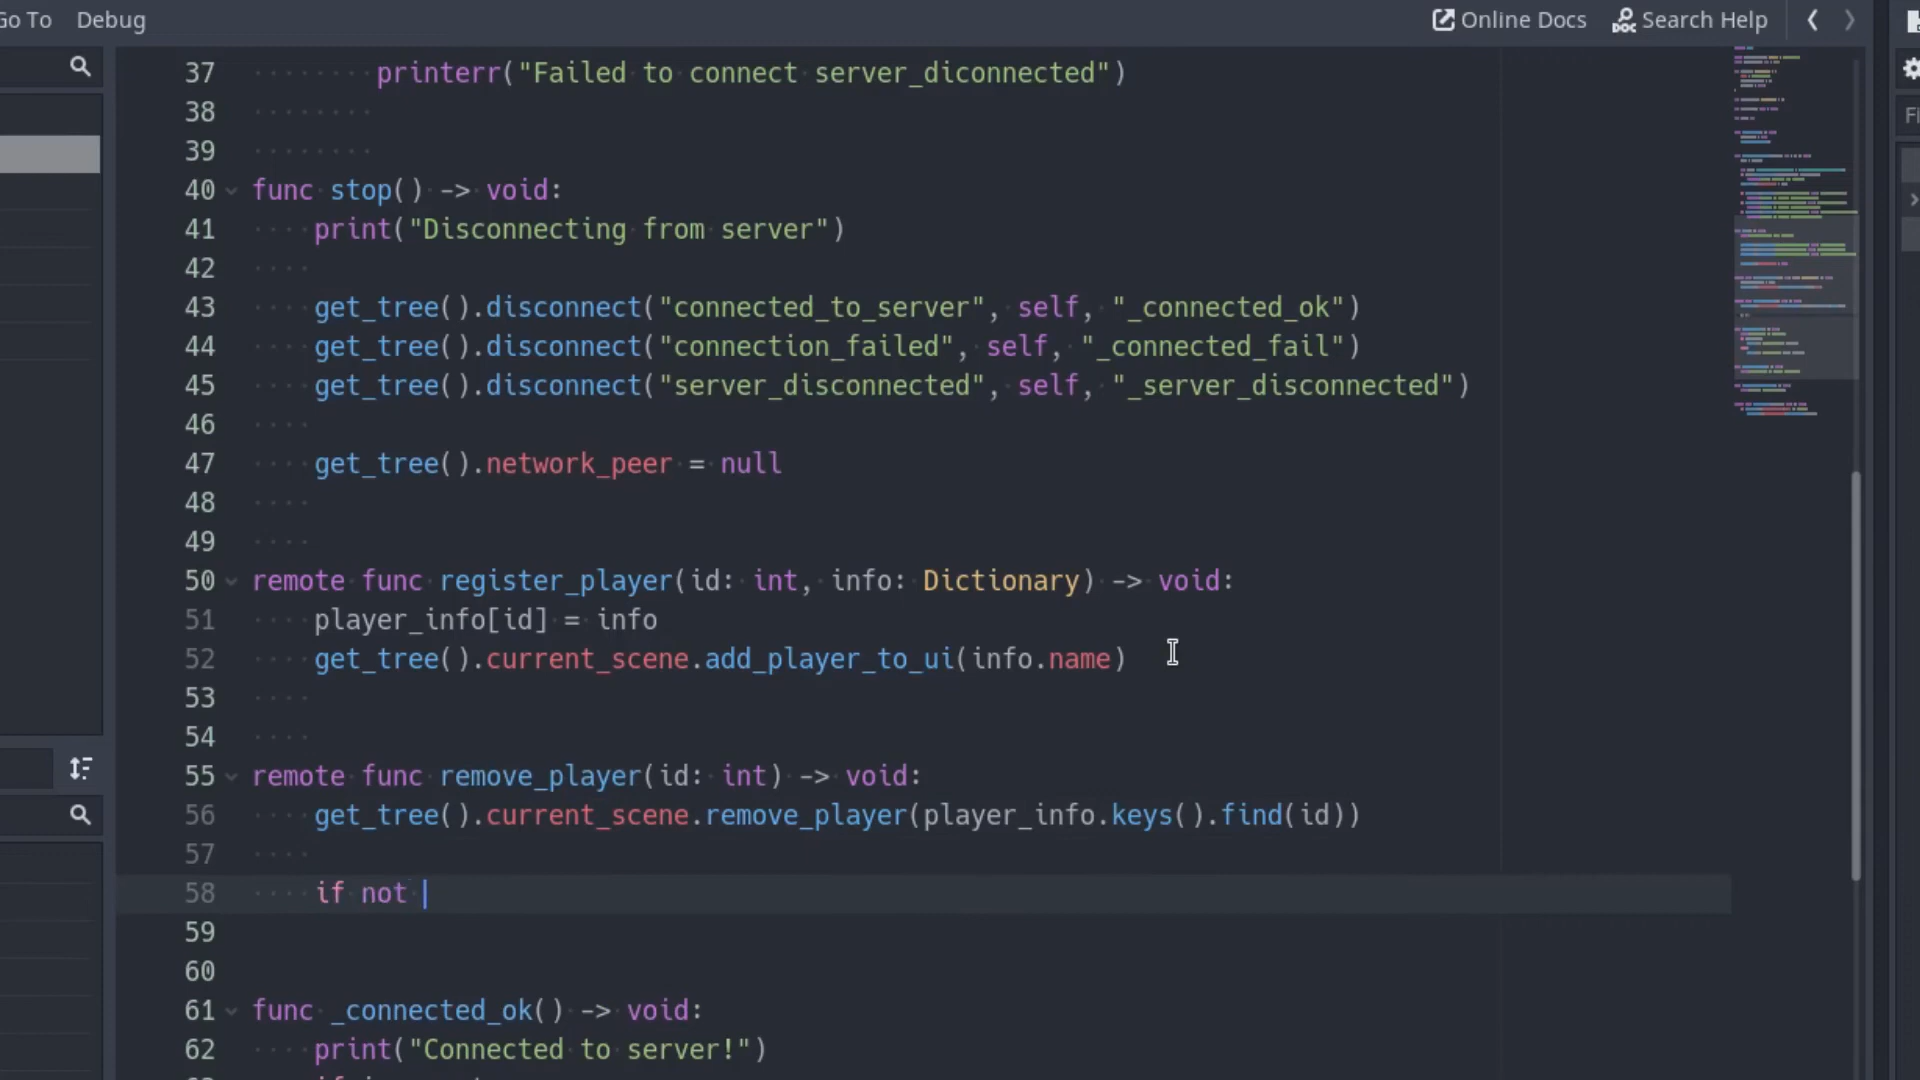 Go To Debug Online Docs Search Help
37 printerr("Failed to connect server_diconnected")
38
39
40 func stop() -> void:
41 print("Disconnecting from server")
42
43 get_tree().disconnect("connected_to_server", self, "_connected_ok")
44 get_tree().disconnect("connection_failed", self, "_connected_fail")
45 get_tree().disconnect("server_disconnected", self, "_server_disconnected")
46
47 get_tree().network_peer = null
48
49
50 remote func register_player(id: int, info: Dictionary) -> void:
51 player_info[id] = info
52 get_tree().current_scene.add_player_to_ui(info.name)
53
54
55 remote func remove_player(id: int) -> void:
56 get_tree().current_scene.remove_player(player_info.keys().find(id))
57
58 if not
59
60
61 func _connected_ok() -> void:
62 print("Connected to server!")